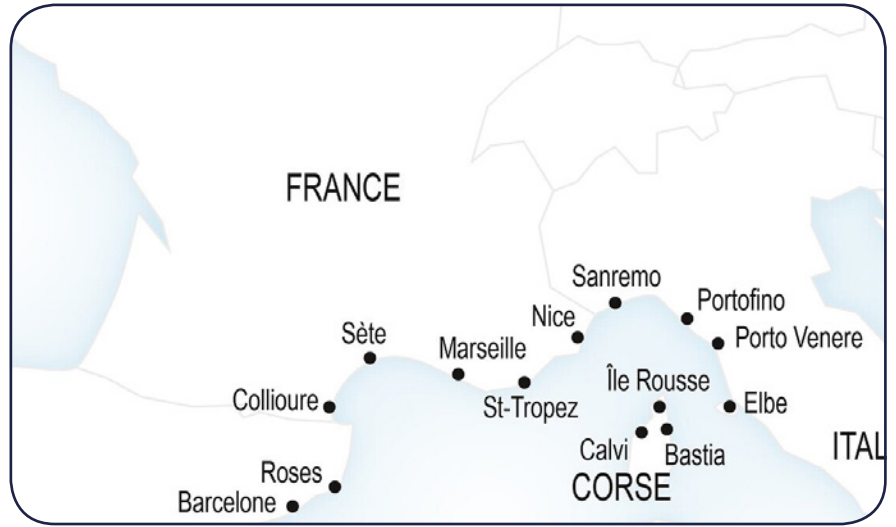 FRANCE
Sanremo
Portofino
Nice
Porto Venere
Sète
Marseille
Île Rousse
Collioure
St-Tropez
Elbe
Calvi
Bastia
ITAL
Roses
CORSE
Barcelone